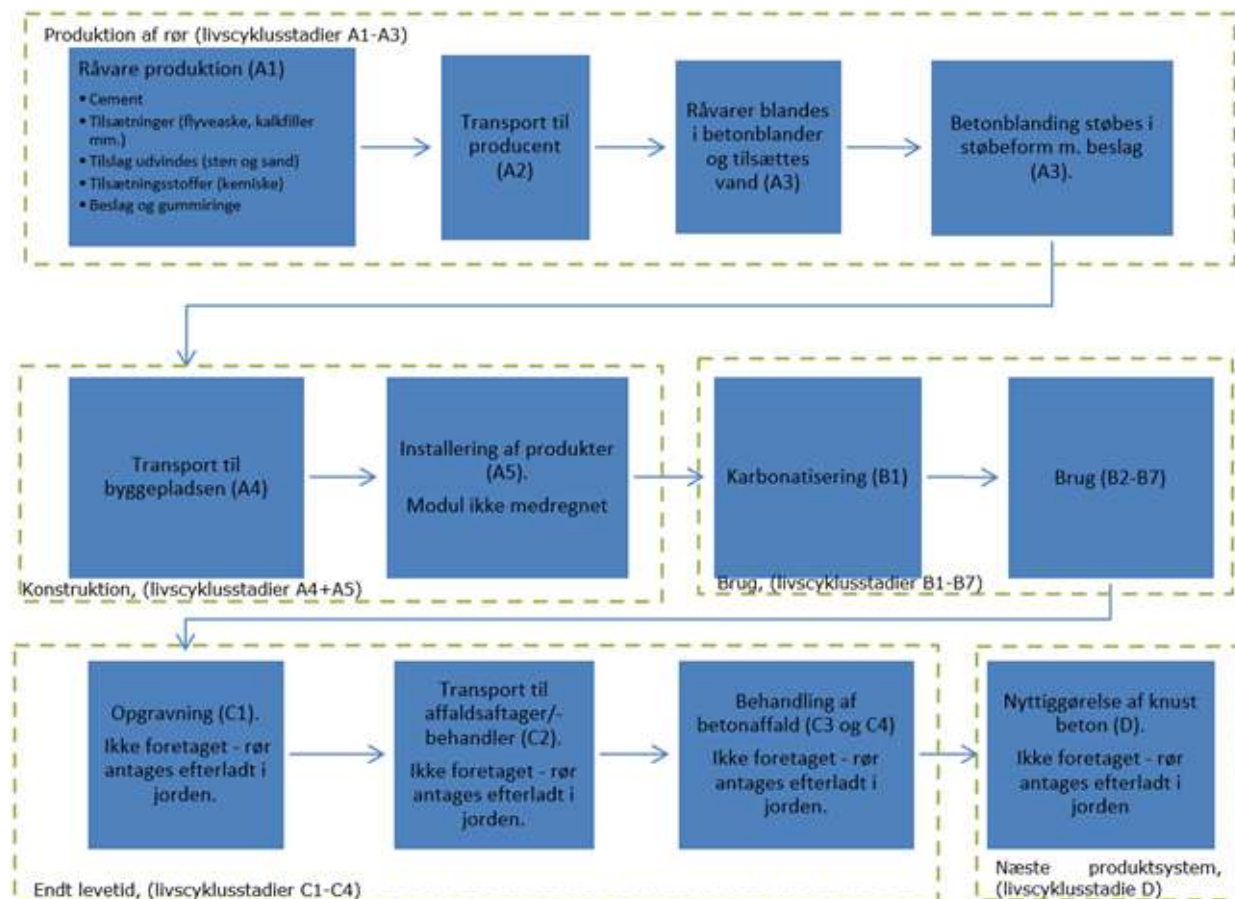 Produktion af rør (livscyklusstadier A1-A3)
Råvare produktion (A1)
▪ Cement
▪ Tilsætninger (flyveaske, kalkfiller
mm.)
▪ Tilslag udvindes (sten og sand)
▪ Tilsætningsstoffer (kemiske)
▪ Beslag og gummiringe
Transport til
producent
(A2)
Råvarer blandes
i betonblander
og tilsættes
vand (A3)
Betonblanding støbes i
støbeform m. beslag
(A3).
Transport til
byggepladsen (A4)
Installering af produkter
(A5).
Modul ikke medregnet
Konstruktion, (livscyklusstadier A4+A5)
Karbonatisering (B1)
Brug (B2-B7)
Brug, (livscyklusstadier B1-B7)
Opgravning (C1).
Ikke foretaget - rør
antages efterladt i
jorden.
Transport til
affaldsaftager/-
behandler (C2).
Ikke foretaget - rør
antages efterladt i
jorden.
Behandling af
betonaffald (C3 og C4)
Ikke foretaget - rør
antages efterladt i
jorden.
Endt levetid, (livscyklusstadier C1-C4)
Nyttiggørelse af knust
beton (D).
Ikke foretaget - rør
antages efterladt i
jorden
Næste produktsystem,
(livscyklusstadie D)